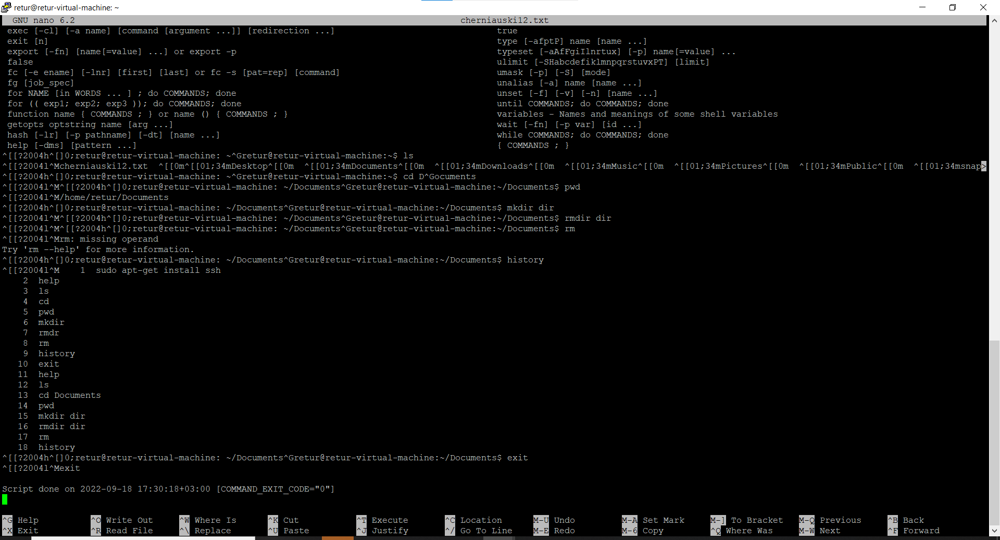 retur@retur-virtual-machine: ~
GNU nano 6.2 cherniauski12.txt
exec [-cl] [-a name] [command [argument ...]] [redirection ...] true
exit [n] type [-afptP] name [name ...]
export [-fn] [name[=value] ...] or export -p typeset [-aAfFgiIlnrtux] [-p] name[=value] ...
false ulimit [-SHabcdefiklmnpqrstuvxPT] [limit]
fc [-e ename] [-lnr] [first] [last] or fc -s [pat=rep] [command] umask [-p] [-S] [mode]
fg [job_spec] unalias [-a] name [name ...]
for NAME [in WORDS ... ] ; do COMMANDS; done unset [-f] [-v] [-n] [name ...]
for (( exp1; exp2; exp3 )); do COMMANDS; done until COMMANDS; do COMMANDS; done
function name { COMMANDS ; } or name () { COMMANDS ; } variables - Names and meanings of some shell variables
getopts optstring name [arg ...] wait [-fn] [-p var] [id ...]
hash [-lr] [-p pathname] [-dt] [name ...] while COMMANDS; do COMMANDS; done
help [-dms] [pattern ...] { COMMANDS ; }
^[[?2004h^[]0;retur@retur-virtual-machine: ~^Gretur@retur-virtual-machine:~$ ls
^[[?2004l^Mcherniauski12.txt ^[[0m^[[01;34mDesktop^[[0m ^[[01;34mDocuments^[[0m ^[[01;34mDownloads^[[0m ^[[01;34mMusic^[[0m ^[[01;34mPictures^[[0m ^[[01;34mPublic^[[0m ^[[01;34msnap>
^[[?2004h^[]0;retur@retur-virtual-machine: ~^Gretur@retur-virtual-machine:~$ cd D^Gocuments
^[[?2004l^M^[[?2004h^[]0;retur@retur-virtual-machine: ~/Documents^Gretur@retur-virtual-machine:~/Documents$ pwd
^[[?2004l^M/home/retur/Documents
^[[?2004h^[]0;retur@retur-virtual-machine: ~/Documents^Gretur@retur-virtual-machine:~/Documents$ mkdir dir
^[[?2004l^M^[[?2004h^[]0;retur@retur-virtual-machine: ~/Documents^Gretur@retur-virtual-machine:~/Documents$ rmdir dir
^[[?2004l^M^[[?2004h^[]0;retur@retur-virtual-machine: ~/Documents^Gretur@retur-virtual-machine:~/Documents$ rm
^[[?2004l^Mrm: missing operand
Try 'rm --help' for more information.
^[[?2004h^[]0;retur@retur-virtual-machine: ~/Documents^Gretur@retur-virtual-machine:~/Documents$ history
^[[?2004l^M 1 sudo apt-get install ssh
2 help
3 ls
4 cd
5 pwd
6 mkdir
7 rmdr
8 rm
9 history
10 exit
11 help
12 ls
13 cd Documents
14 pwd
15 mkdir dir
16 rmdir dir
17 rm
18 history
^[[?2004h^[]0;retur@retur-virtual-machine: ~/Documents^Gretur@retur-virtual-machine:~/Documents$ exit
^[[?2004l^Mexit
Script done on 2022-09-18 17:30:18+03:00 [COMMAND_EXIT_CODE="0"]
^G Help ^O Write Out ^W Where Is ^K Cut ^T Execute ^C Location M-U Undo M-A Set Mark M-] To Bracket M-Q Previous ^B Back
^X Exit ^R Read File ^\ Replace ^U Paste ^J Justify ^/ Go To Line M-E Redo M-6 Copy ^Q Where Was M-W Next ^F Forward